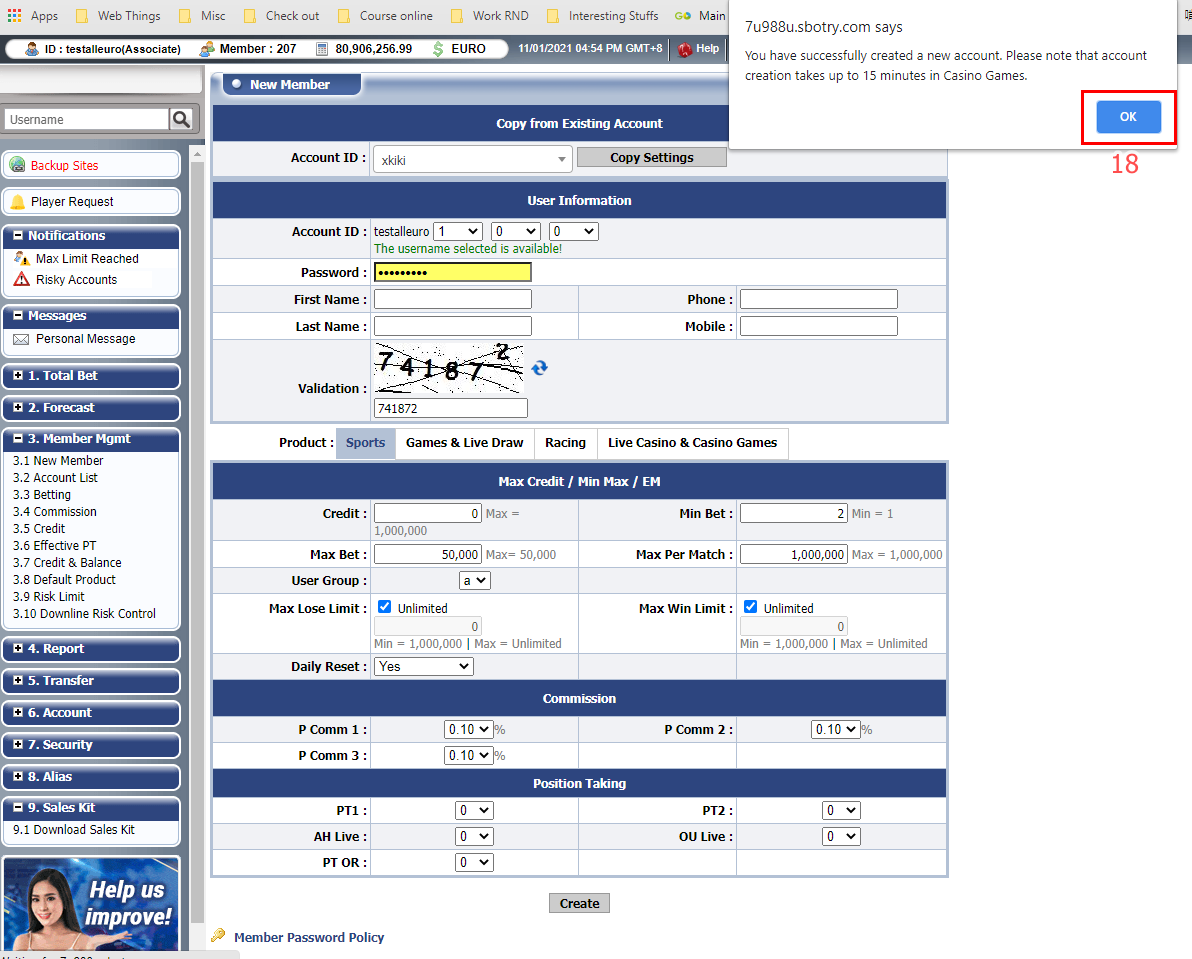 Apps Web Things Misc Check out Course online Work RND Interesting Stuffs GO Main
7u988u.sbotry.com says
You have successfully created a new account. Please note that account
creation takes up to 15 minutes in Casino Games.
OK
18
ID : testalleuro(Associate) Member : 207 80,906,256.99 $ EURO 11/01/2021 04:54 PM GMT+8 Help
Username
Backup Sites
Player Request
Notifications
Max Limit Reached
Risky Accounts
Messages
Personal Message
1. Total Bet
2. Forecast
3. Member Mgmt
3.1 New Member
3.2 Account List
3.3 Betting
3.4 Commission
3.5 Credit
3.6 Effective PT
3.7 Credit & Balance
3.8 Default Product
3.9 Risk Limit
3.10 Downline Risk Control
4. Report
5. Transfer
6. Account
7. Security
8. Alias
9. Sales Kit
9.1 Download Sales Kit
Help us
improve!
New Member
Copy from Existing Account
Account ID : xkiki Copy Settings
User Information
Account ID : testalleuro 1 0 0
The username selected is available!
Password : •••••••••
First Name : Phone :
Last Name : Mobile :
741872
Validation :
741872
Product : Sports Games & Live Draw Racing Live Casino & Casino Games
Max Credit / Min Max / EM
Credit : 0 Max = Min Bet : 2 Min = 1
1,000,000
Max Bet : 50,000 Max= 50,000 Max Per Match : 1,000,000 Max = 1,000,000
User Group : a
Max Lose Limit : Unlimited Max Win Limit : Unlimited
0 0
Min = 1,000,000 | Max = Unlimited Min = 1,000,000 | Max = Unlimited
Daily Reset : Yes
Commission
P Comm 1 : 0.10 % P Comm 2 : 0.10 %
P Comm 3 : 0.10 %
Position Taking
PT1 : 0 PT2 : 0
AH Live : 0 OU Live : 0
PT OR : 0
Create
Member Password Policy